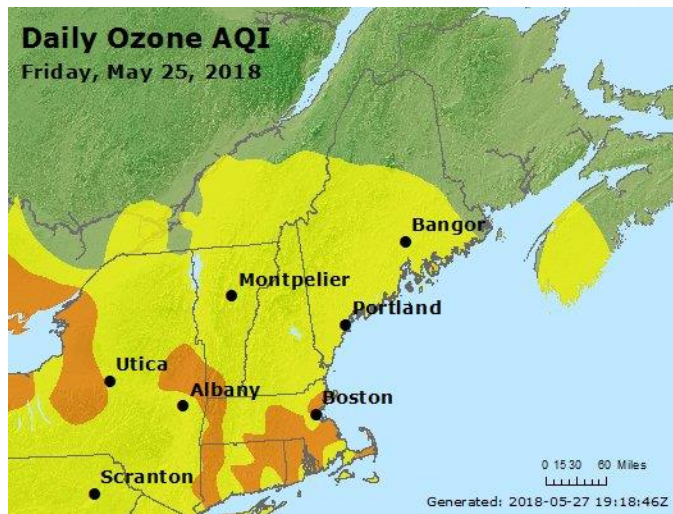 Daily Ozone AQI
Friday, May 25, 2018
Bangor
Montpelier
Portland
Utica
Albany
Boston
Scranton
0 15 30 60 Miles
Generated: 2018-05-27 19:18:46Z